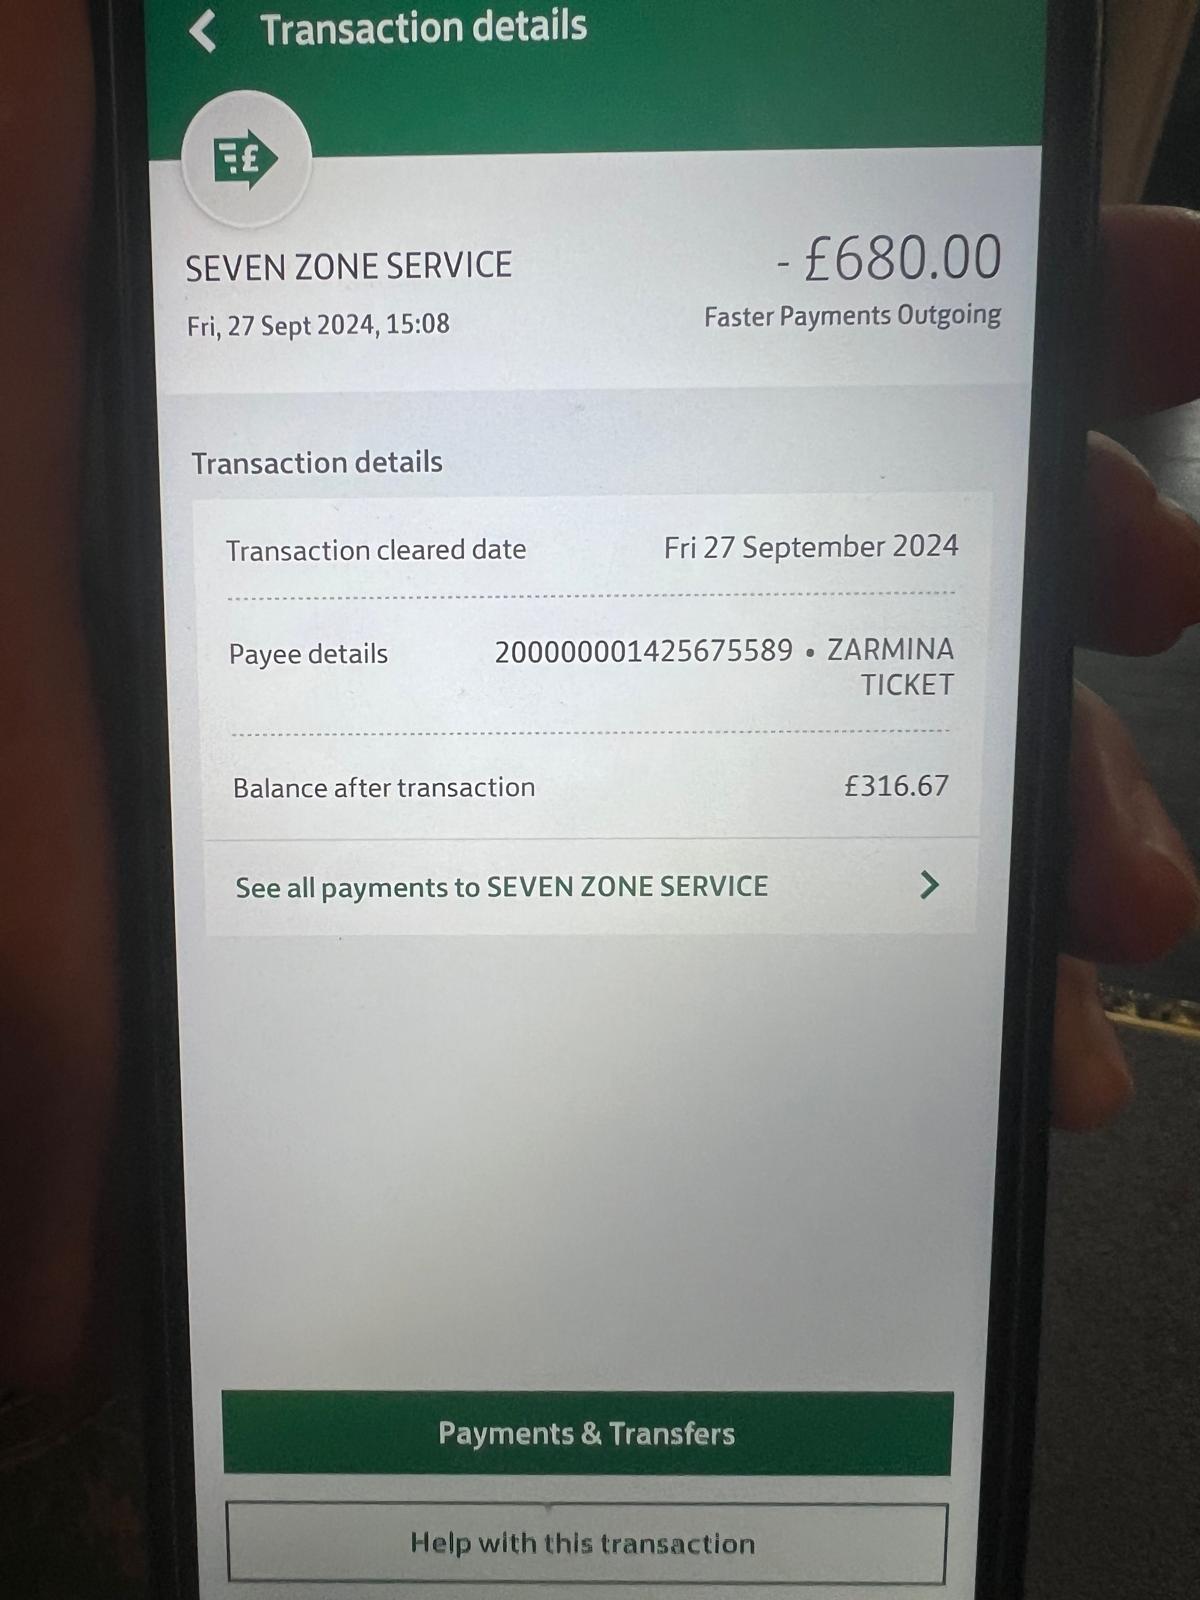 Transaction details
SEVEN ZONE SERVICE
- £680.00
Fri, 27 Sept 2024, 15:08
Faster Payments Outgoing
Transaction details
Transaction cleared date
Fri 27 September 2024
Payee details
200000001425675589 • ZARMINA
TICKET
Balance after transaction
£316.67
See all payments to SEVEN ZONE SERVICE
Payments & Transfers
Help with this transaction